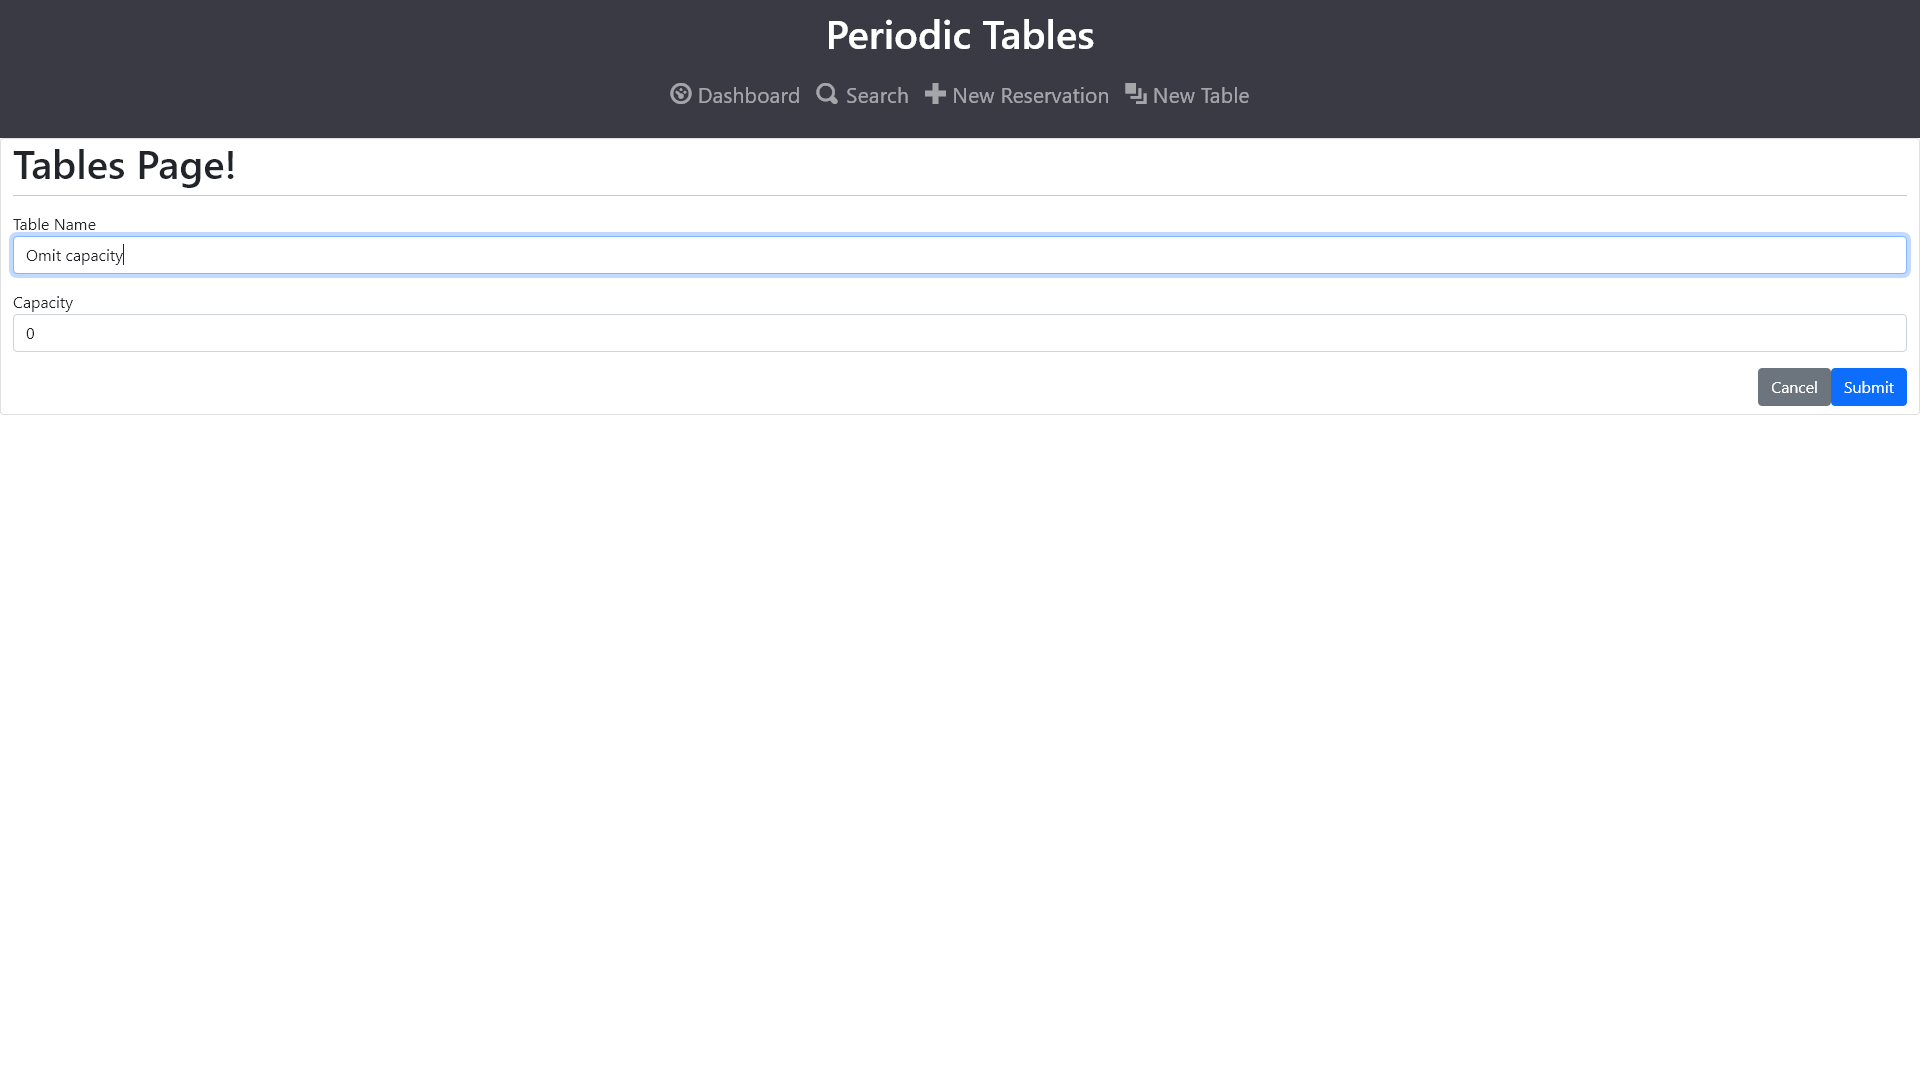 Periodic Tables
Dashboard Search New Reservation New Table
Tables Page!
Table Name
Omit capacity
Capacity
0
Cancel Submit